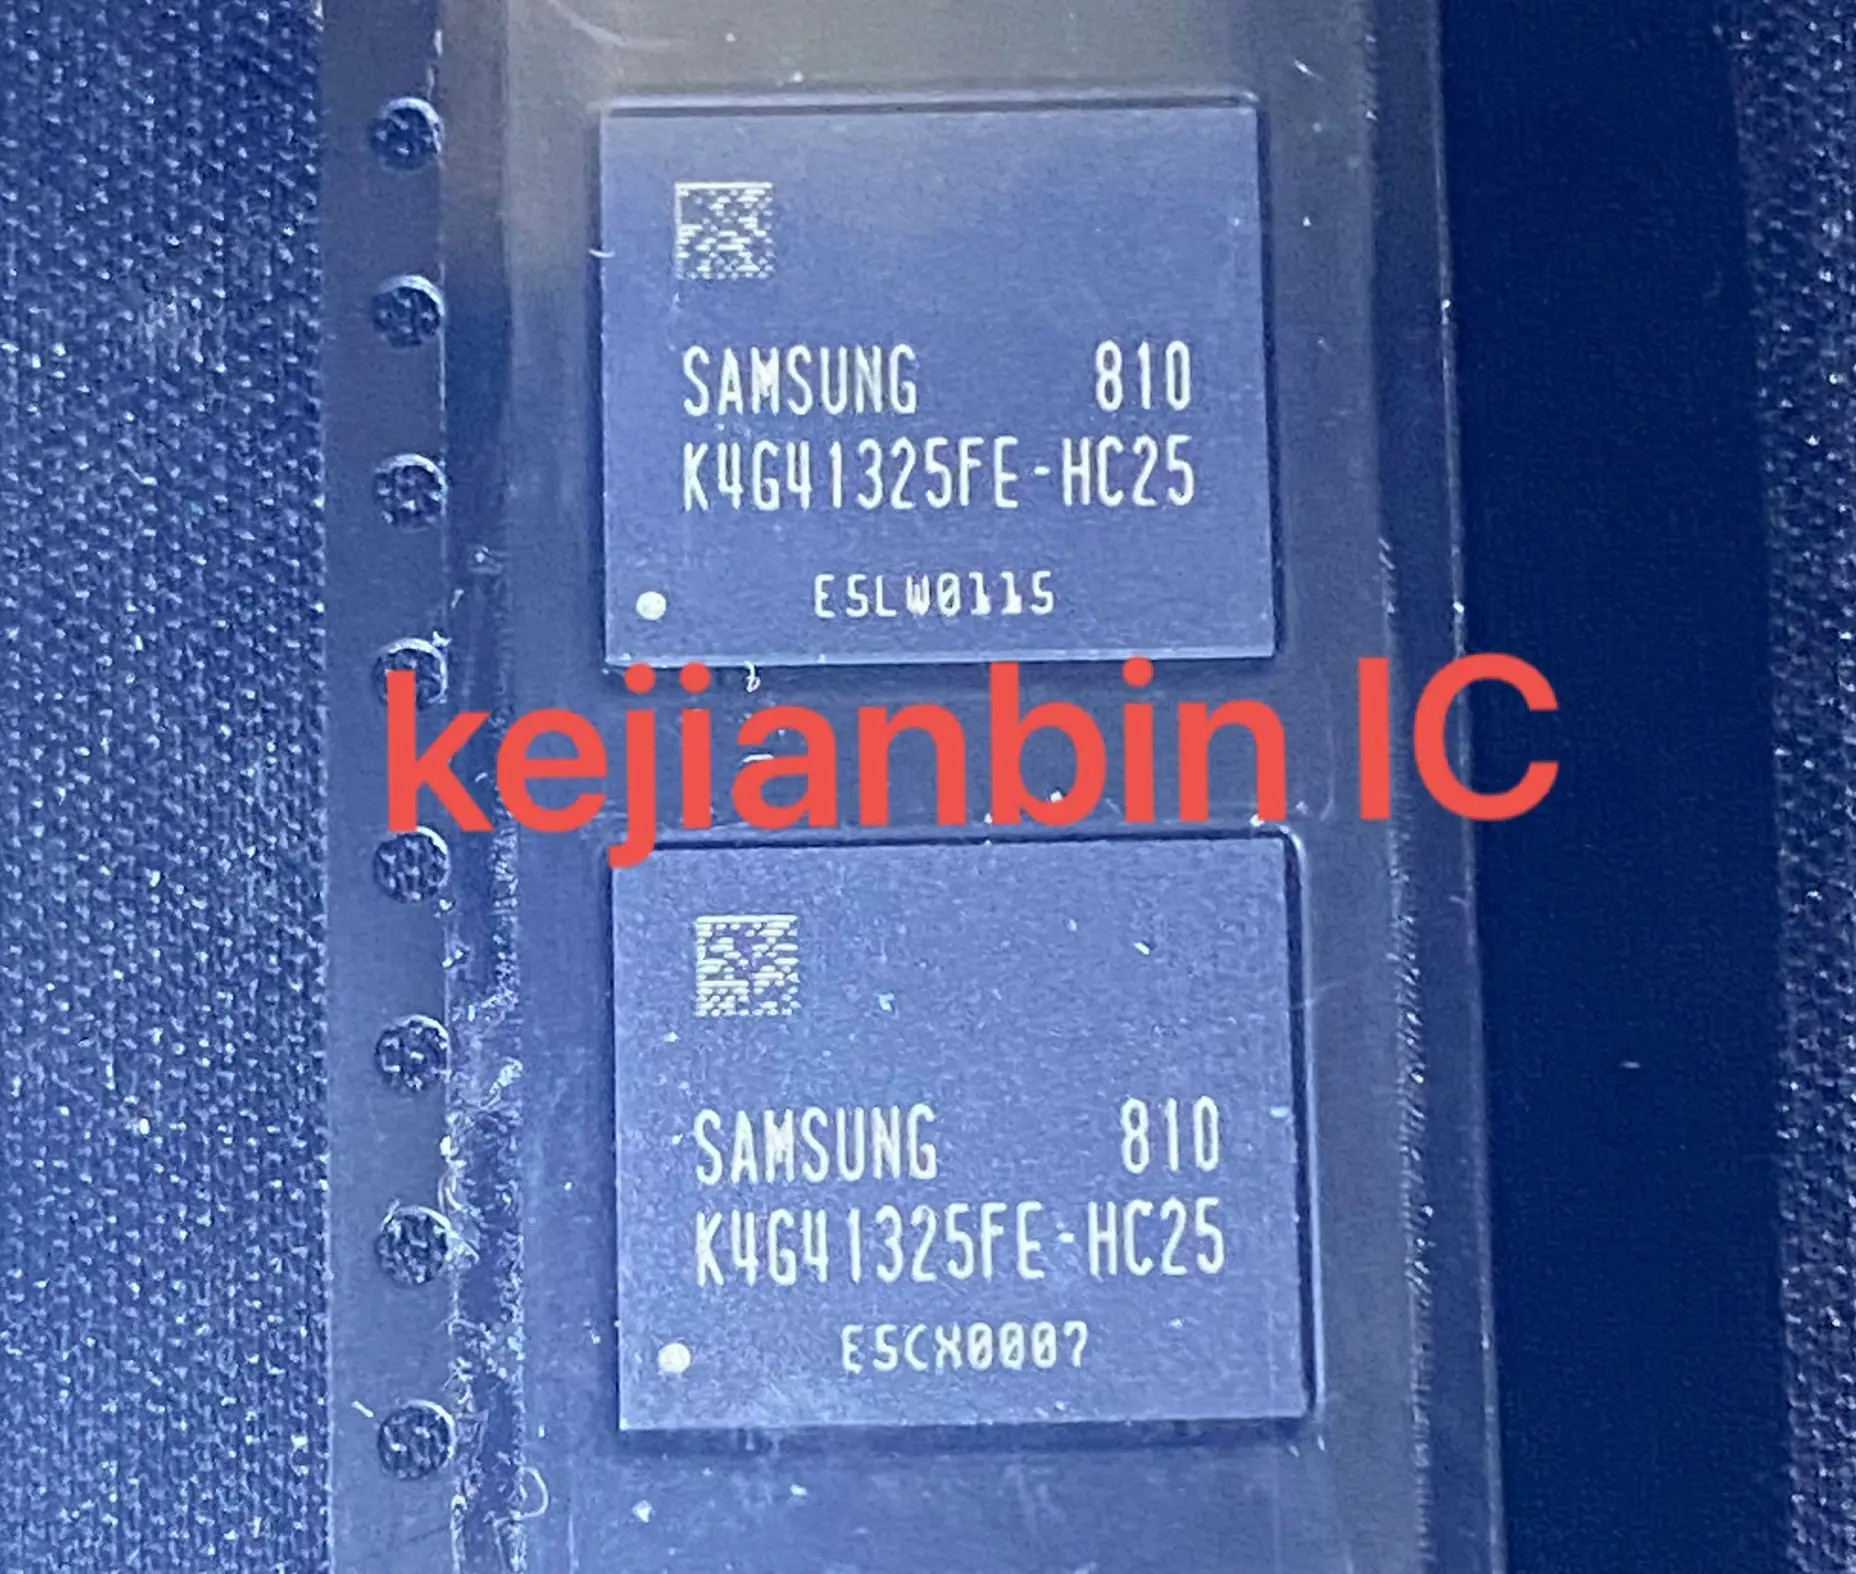 SAMSUNG 810
K4G41325FE-HC25
E5LW0115
kejianbin IC
SAMSUNG 810
K4G41325FE-HC25
E5CX0007